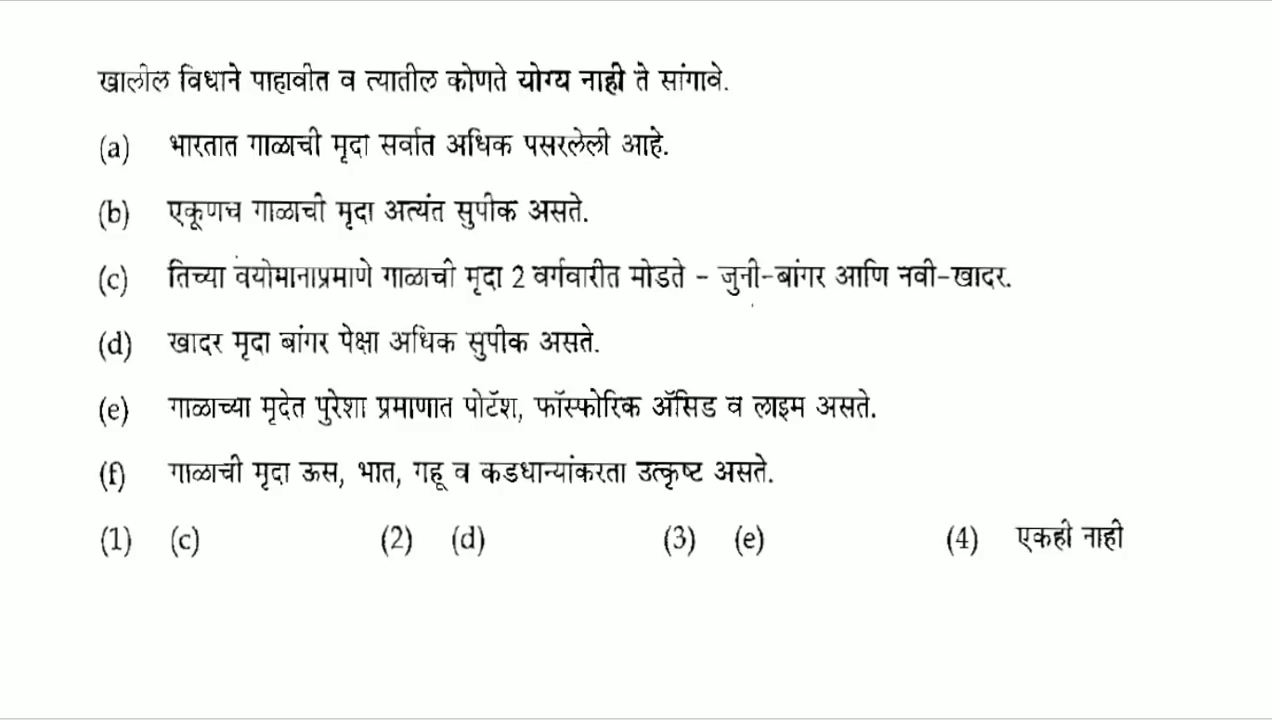 खालील विधाने पाहावीत व त्यातील कोणते योग्य नाही ते सांगावे.
(a) भारतात गाळाची मृदा सर्वात अधिक पसरलेली आहे.
(b) एकूणच गाळाची मृदा अत्यंत सुपीक असते.
(c) तिच्या वयोमानाप्रमाणे गाळाची मृदा 2 वर्गवारीत मोडते - जुनी-बांगर आणि नवी-खादर.
(d) खादर मृदा बांगर पेक्षा अधिक सुपीक असते.
(e) गाळाच्या मृदेत पुरेशा प्रमाणात पोटॅश, फॉस्फोरिक ॲसिड व लाइम असते.
(f) गाळाची मृदा ऊस, भात, गहू व कडधान्यांकरता उत्कृष्ट असते.
(1) (c) (2) (d) (3) (e) (4) एकही नाही